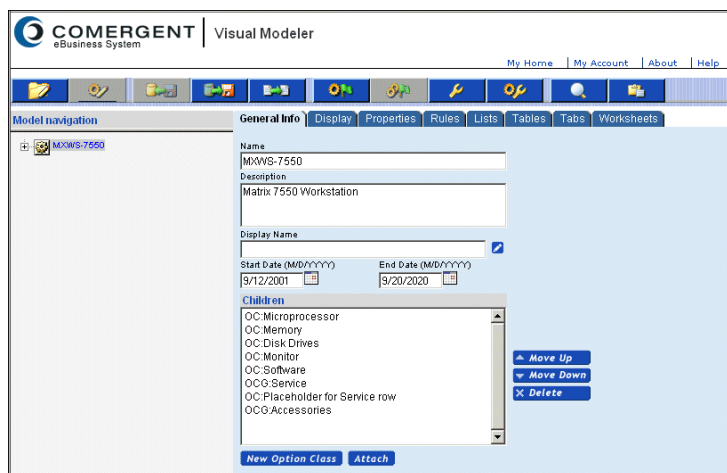 COMERGENT
eBusiness System
Visual Modeler
My Home | My Account | About | Help
Model navigation
General Info Display Properties Rules Lists Tables Tabs Worksheets
MXWS-7550
Name
MXWS-7550
Description
Matrix 7550 Workstation
Display Name
Start Date (M/D/YYYY) End Date (M/D/YYYY)
9/12/2001 9/20/2020
Children
OC:Microprocessor
OC:Memory
OC:Disk Drives
OC:Monitor
OC:Software
OCG:Service
OC:Placeholder for Service row
OCG:Accessories
Move Up
Move Down
Delete
New Option Class Attach